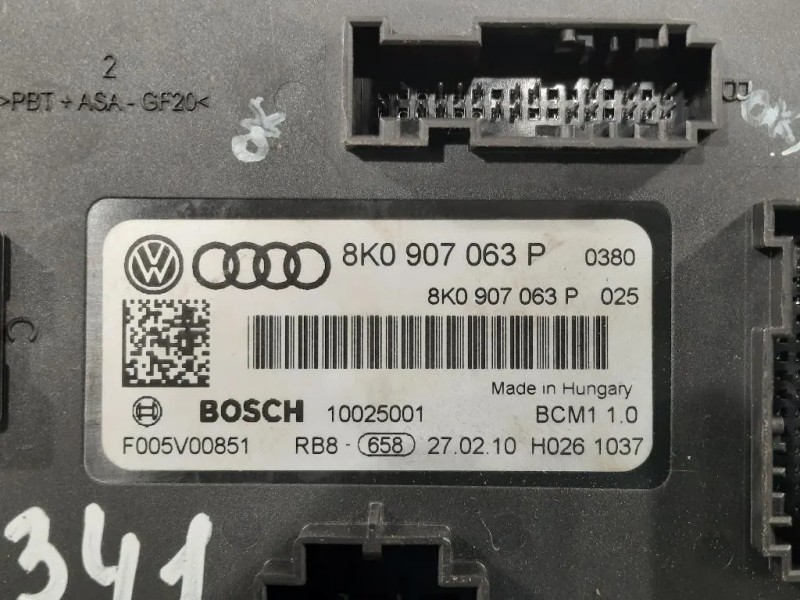 2
>PBT + ASA - GF20<
B
C
8K0 907 063 P 0380
8K0 907 063 P 025
Made in Hungary
BOSCH 10025001 BCM1 1.0
F005V00851 RB8 - 658 27.02.10 H026 1037
341